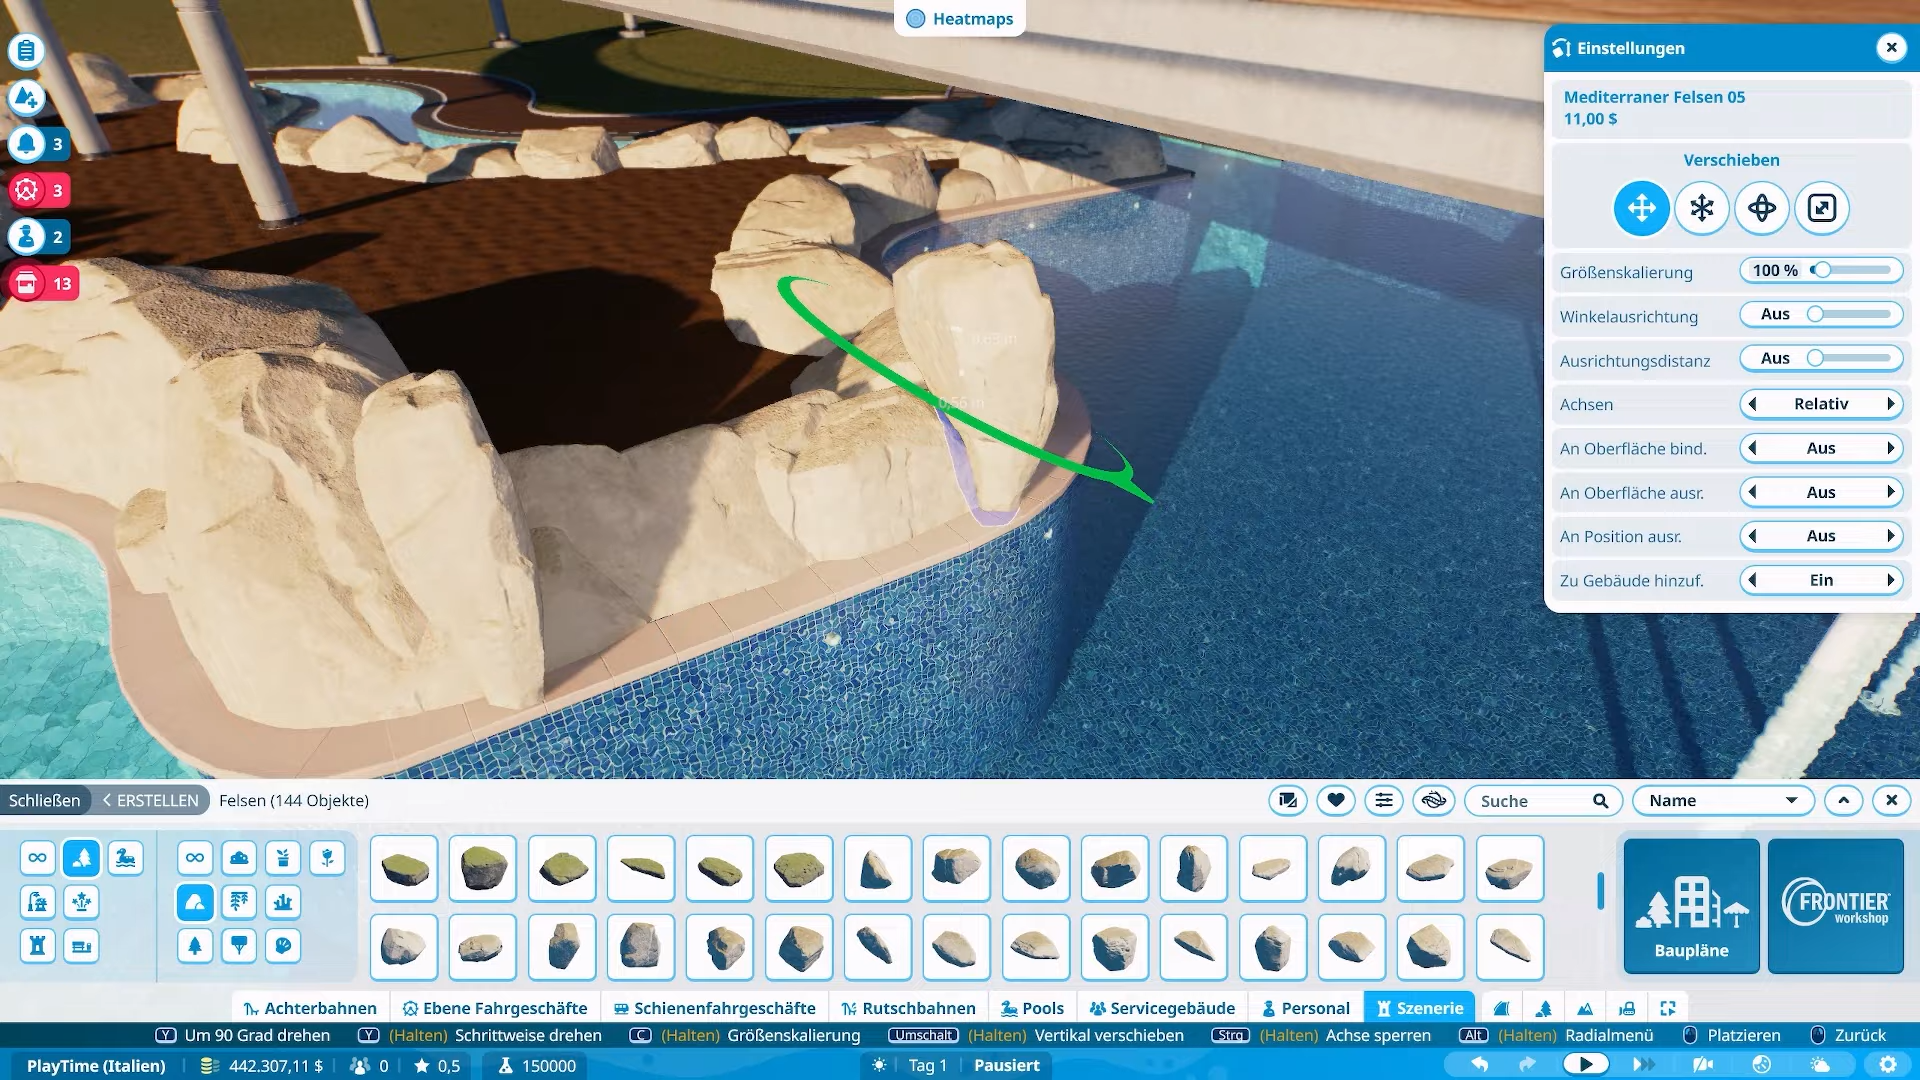 Heatmaps
Einstellungen
Mediterraner Felsen 05
11,00 $
Verschieben
Größenskalierung 100 %
Winkelausrichtung Aus
Ausrichtungsdistanz Aus
Achsen Relativ
An Oberfläche bind. Aus
An Oberfläche ausr. Aus
An Position ausr. Aus
Zu Gebäude hinzuf. Ein
3
3
2
13
0,63 m
0,56 m
Schließen ERSTELLEN Felsen (144 Objekte) Suche Name
Baupläne
FRONTIER
workshop
Achterbahnen Ebene Fahrgeschäfte Schienenfahrgeschäfte Rutschbahnen Pools Servicegebäude Personal Szenerie
Y Um 90 Grad drehen Y (Halten) Schrittweise drehen C (Halten) Größenskalierung Umschalt (Halten) Vertikal verschieben Strg (Halten) Achse sperren Alt (Halten) Radialmenü Platzieren Zurück
PlayTime (Italien) 442.307,11 $ 0 0,5 150000 Tag 1 Pausiert